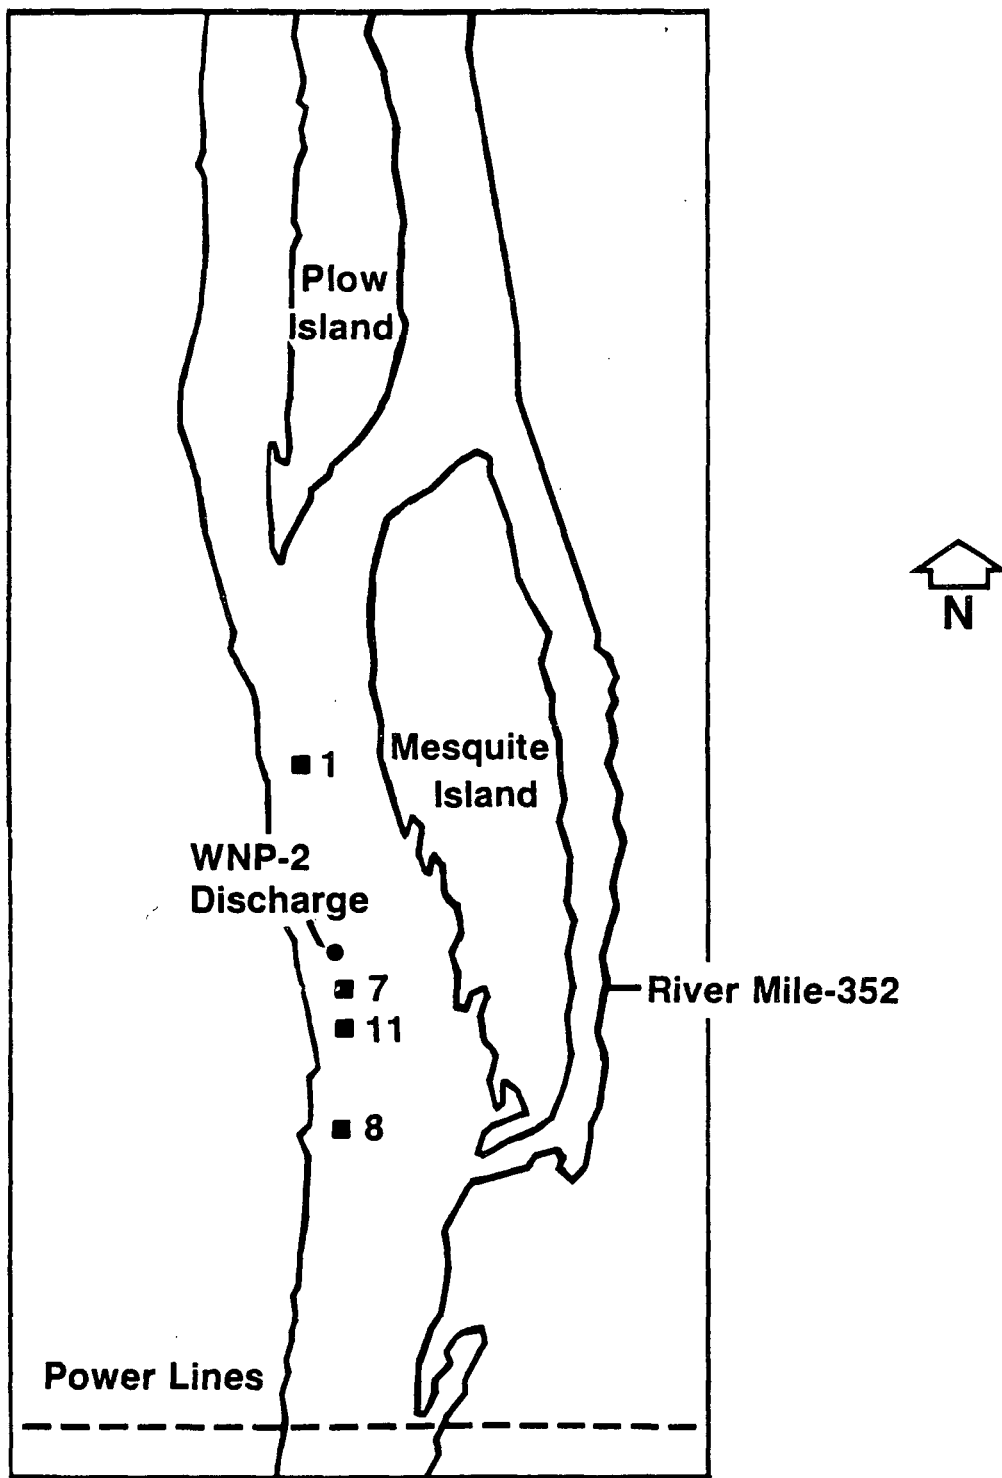 Plow
Island
N
Mesquite
Island
1
WNP-2
Discharge
7
River Mile-352
11
8
Power Lines